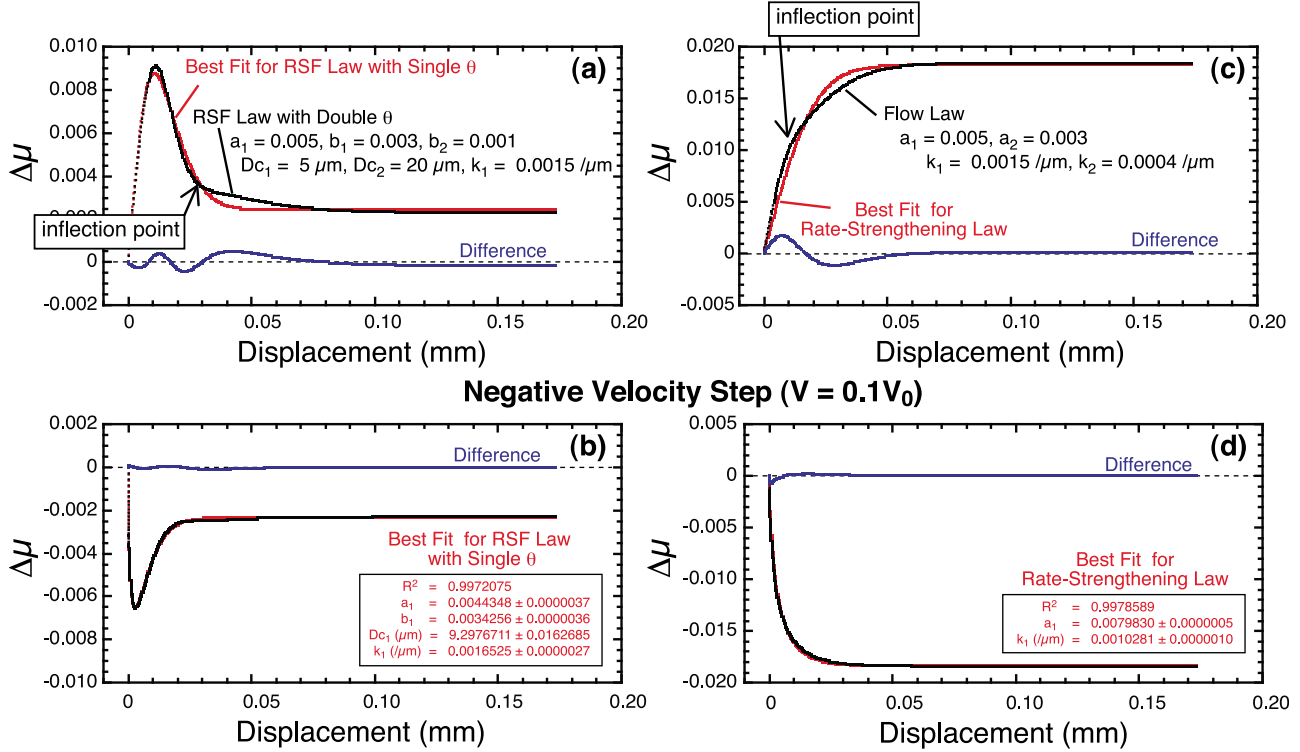 inflection point
0.010
0.008
0.006
0.004
0.002
0
-0.002
Δμ
(a)
Best Fit for RSF Law with Single θ
RSF Law with Double θ
a1 = 0.005, b1 = 0.003, b2 = 0.001
Dc1 = 5 μm, Dc2 = 20 μm, k1 = 0.0015 /μm
inflection point
Difference
0 0.05 0.10 0.15 0.20
Displacement (mm)
0.020
0.015
0.010
0.005
0.000
-0.005
Δμ
(c)
Flow Law
a1 = 0.005, a2 = 0.003
k1 = 0.0015 /μm, k2 = 0.0004 /μm
Best Fit for
Rate-Strengthening Law
Difference
0 0.05 0.10 0.15 0.20
Displacement (mm)
Negative Velocity Step (V = 0.1V0)
0.002
0
-0.002
-0.004
-0.006
-0.008
-0.010
Δμ
(b)
Difference
Best Fit for RSF Law
with Single θ
R2 = 0.9972075
a1 = 0.0044348 ± 0.0000037
b1 = 0.0034256 ± 0.0000036
Dc1 (μm) = 9.2976711 ± 0.0162685
k1 (/μm) = 0.0016525 ± 0.0000027
0 0.05 0.10 0.15 0.20
Displacement (mm)
0.005
0
-0.005
-0.010
-0.015
-0.020
Δμ
(d)
Difference
Best Fit for
Rate-Strengthening Law
R2 = 0.9978589
a1 = 0.0079830 ± 0.0000005
k1 (/μm) = 0.0010281 ± 0.0000010
0 0.05 0.10 0.15 0.20
Displacement (mm)